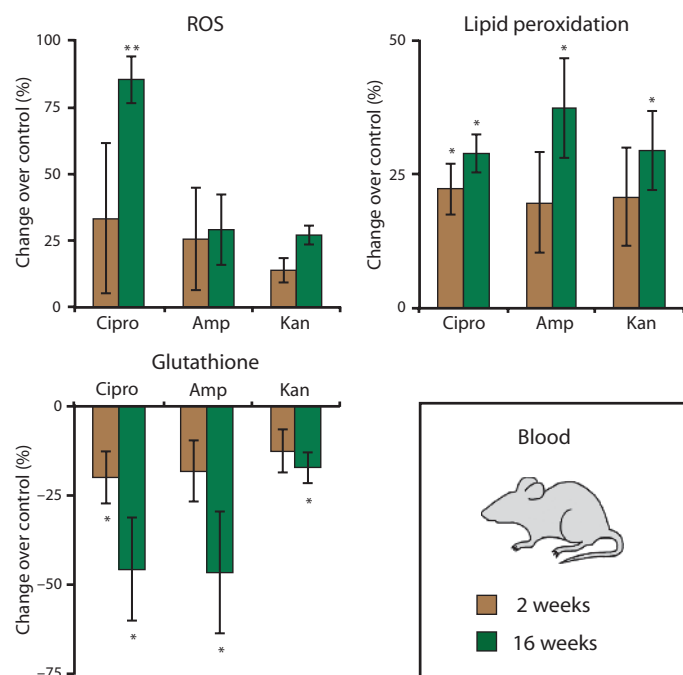 ROS
Change over control (%)
100
75
50
25
0
**
Cipro Amp Kan
Lipid peroxidation
Change over control (%)
50
25
0
* * * *
Cipro Amp Kan
Glutathione
Cipro Amp Kan
Change over control (%)
–0
–25
–50
–75
* * * *
Blood
2 weeks
16 weeks